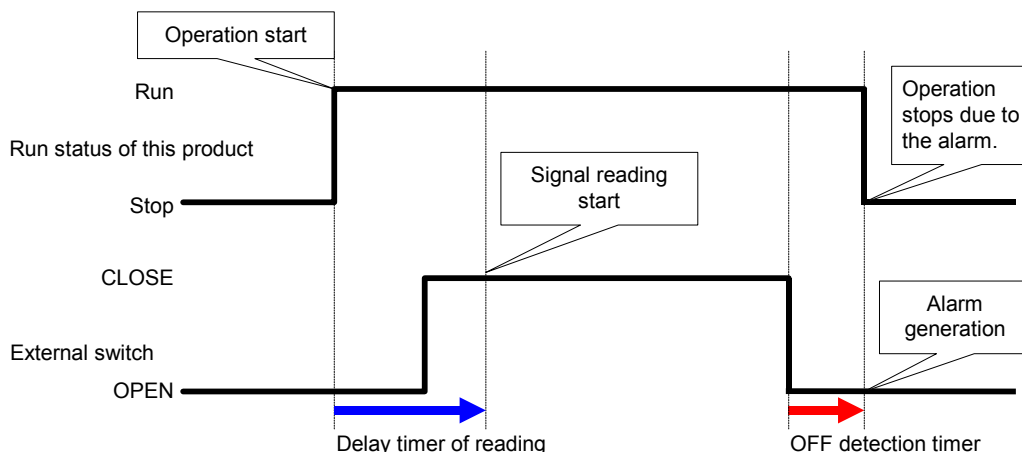 Operation start
Run
Operation
stops due to
the alarm.
Run status of this product
Signal reading
start
Stop
CLOSE
Alarm
generation
External switch
OPEN
Delay timer of reading
OFF detection timer